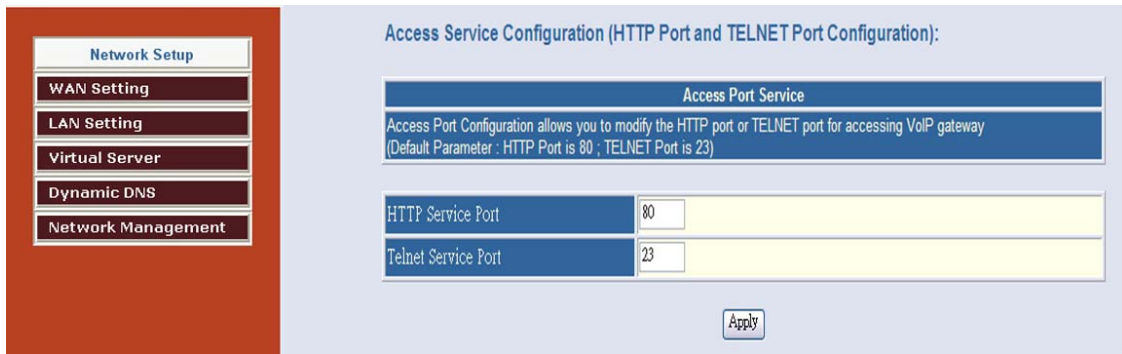 Network Setup
WAN Setting
LAN Setting
Virtual Server
Dynamic DNS
Network Management
Access Service Configuration (HTTP Port and TELNET Port Configuration):
Access Port Service
Access Port Configuration allows you to modify the HTTP port or TELNET port for accessing VoIP gateway
(Default Parameter : HTTP Port is 80 ; TELNET Port is 23)
HTTP Service Port 80
Telnet Service Port 23
Apply